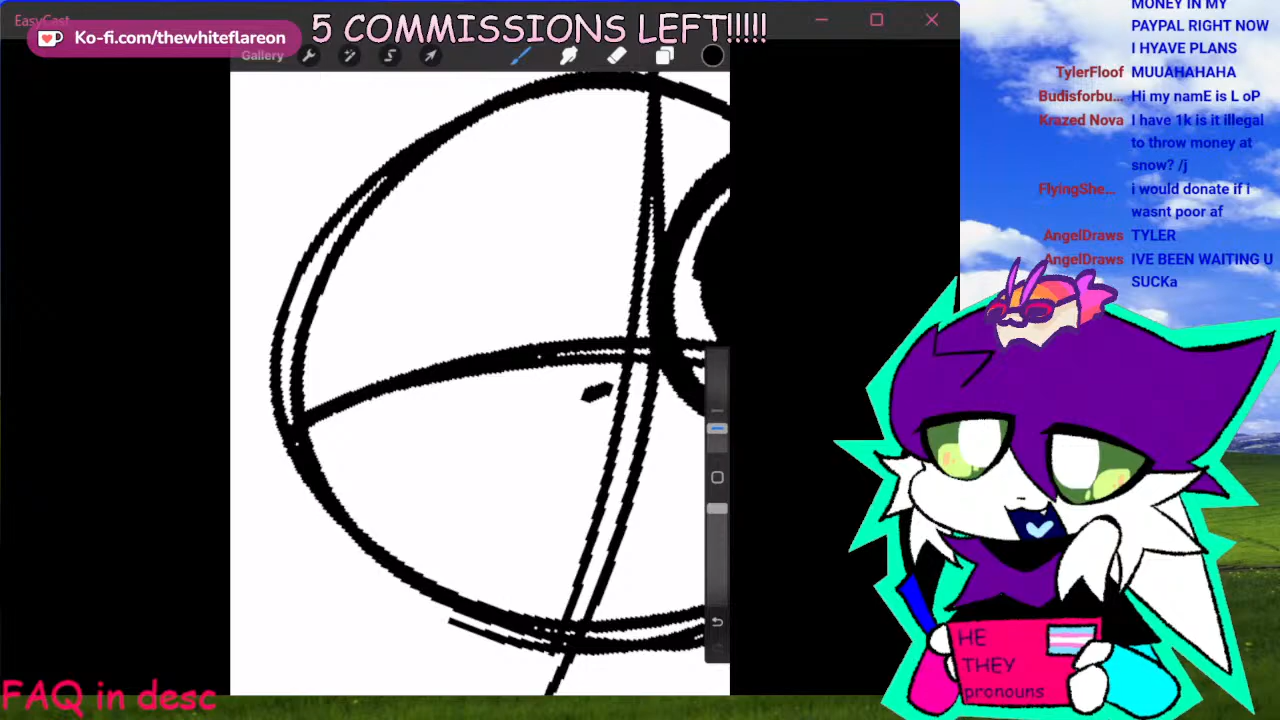 EasyCast
5 COMMISSIONS LEFT!!!!!
Ko-fi.com/thewhiteflareon
Gallery
MONEY IN MY
PAYPAL RIGHT NOW
I HYAVE PLANS
TylerFloof MUUAHAHAHA
Budisforbu... Hi my namE is L oP
Krazed Nova I have 1k is it illegal
to throw money at
snow? /j
FlyingShe... i would donate if i
wasnt poor af
AngelDraws TYLER
AngelDraws IVE BEEN WAITING U
SUCKa
HE
THEY
pronouns
FAQ in desc